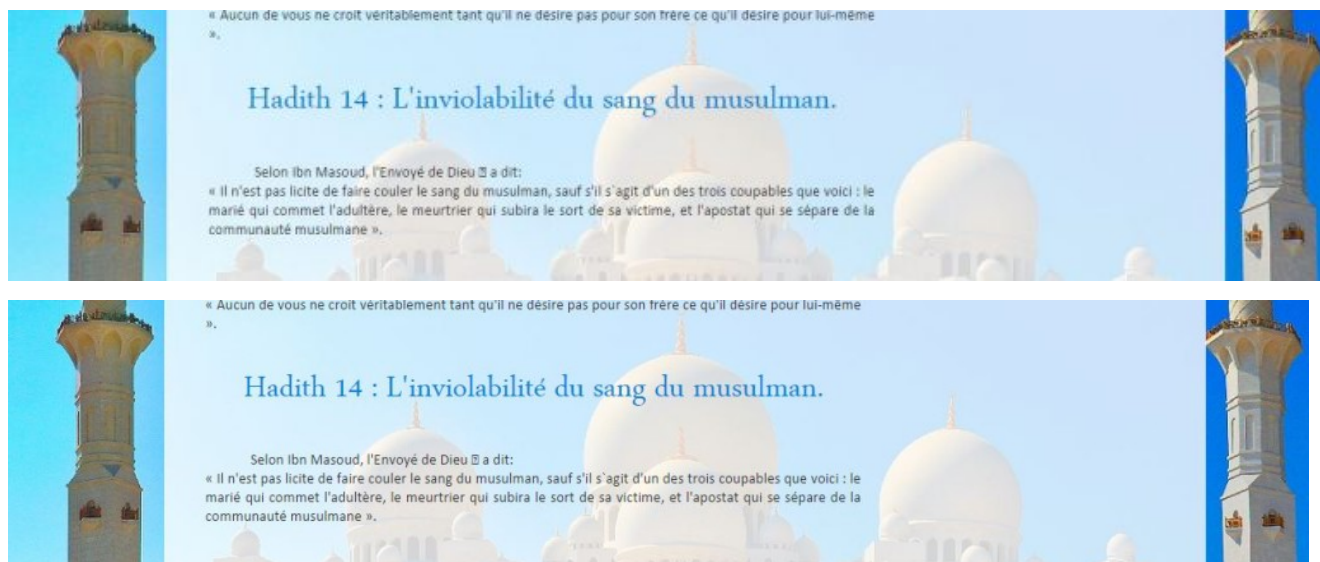 « Aucun de vous ne croit véritablement tant qu'il ne désire pas pour son frère ce qu'il désire pour lui-même
».
Hadith 14 : L'inviolabilité du sang du musulman.
Selon Ibn Masoud, l'Envoyé de Dieu a dit:
« Il n'est pas licite de faire couler le sang du musulman, sauf s'il s`agit d'un des trois coupables que voici : le
marié qui commet l'adultère, le meurtrier qui subira le sort de sa victime, et l'apostat qui se sépare de la
communauté musulmane ».
« Aucun de vous ne croit véritablement tant qu'il ne désire pas pour son frère ce qu'il désire pour lui-même
».
Hadith 14 : L'inviolabilité du sang du musulman.
Selon Ibn Masoud, l'Envoyé de Dieu a dit:
« Il n'est pas licite de faire couler le sang du musulman, sauf s'il s`agit d'un des trois coupables que voici : le
marié qui commet l'adultère, le meurtrier qui subira le sort de sa victime, et l'apostat qui se sépare de la
communauté musulmane ».